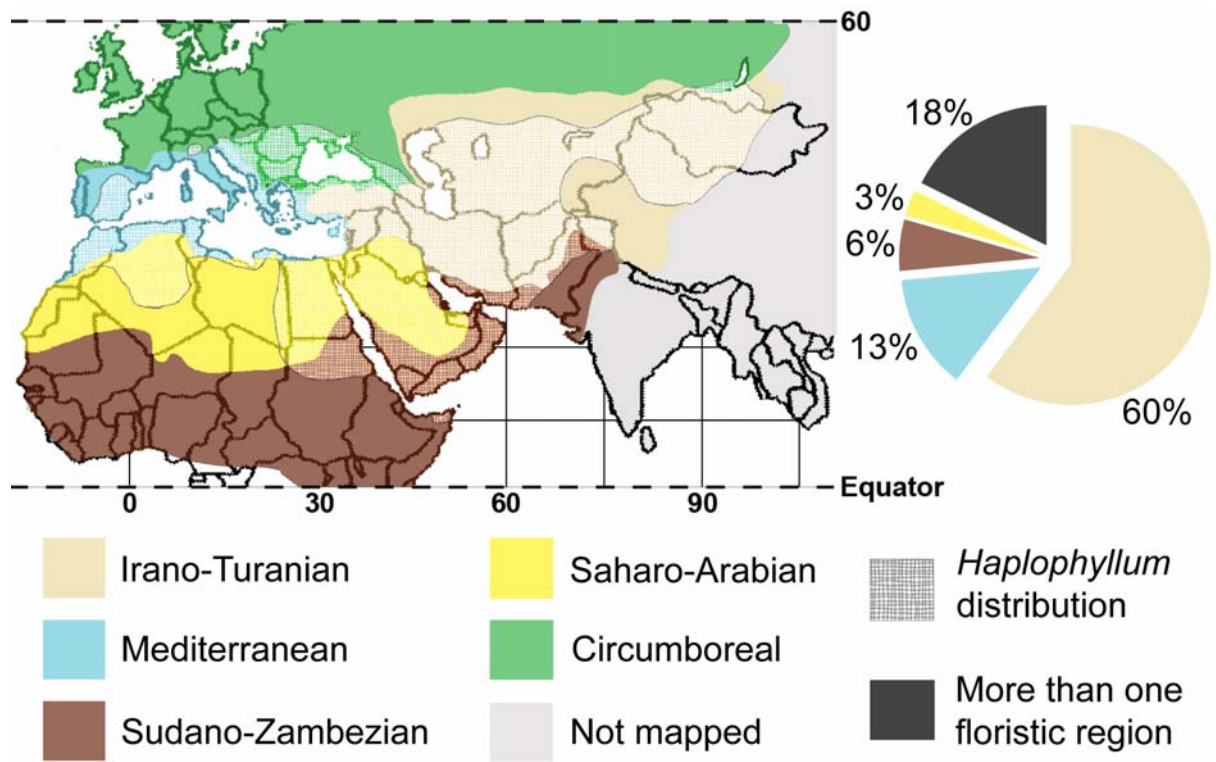 60
18%
3%
6%
13%
60%
Equator
0 30 60 90
Irano-Turanian
Mediterranean
Sudano-Zambezian
Saharo-Arabian
Circumboreal
Not mapped
Haplophyllum
distribution
More than one
floristic region